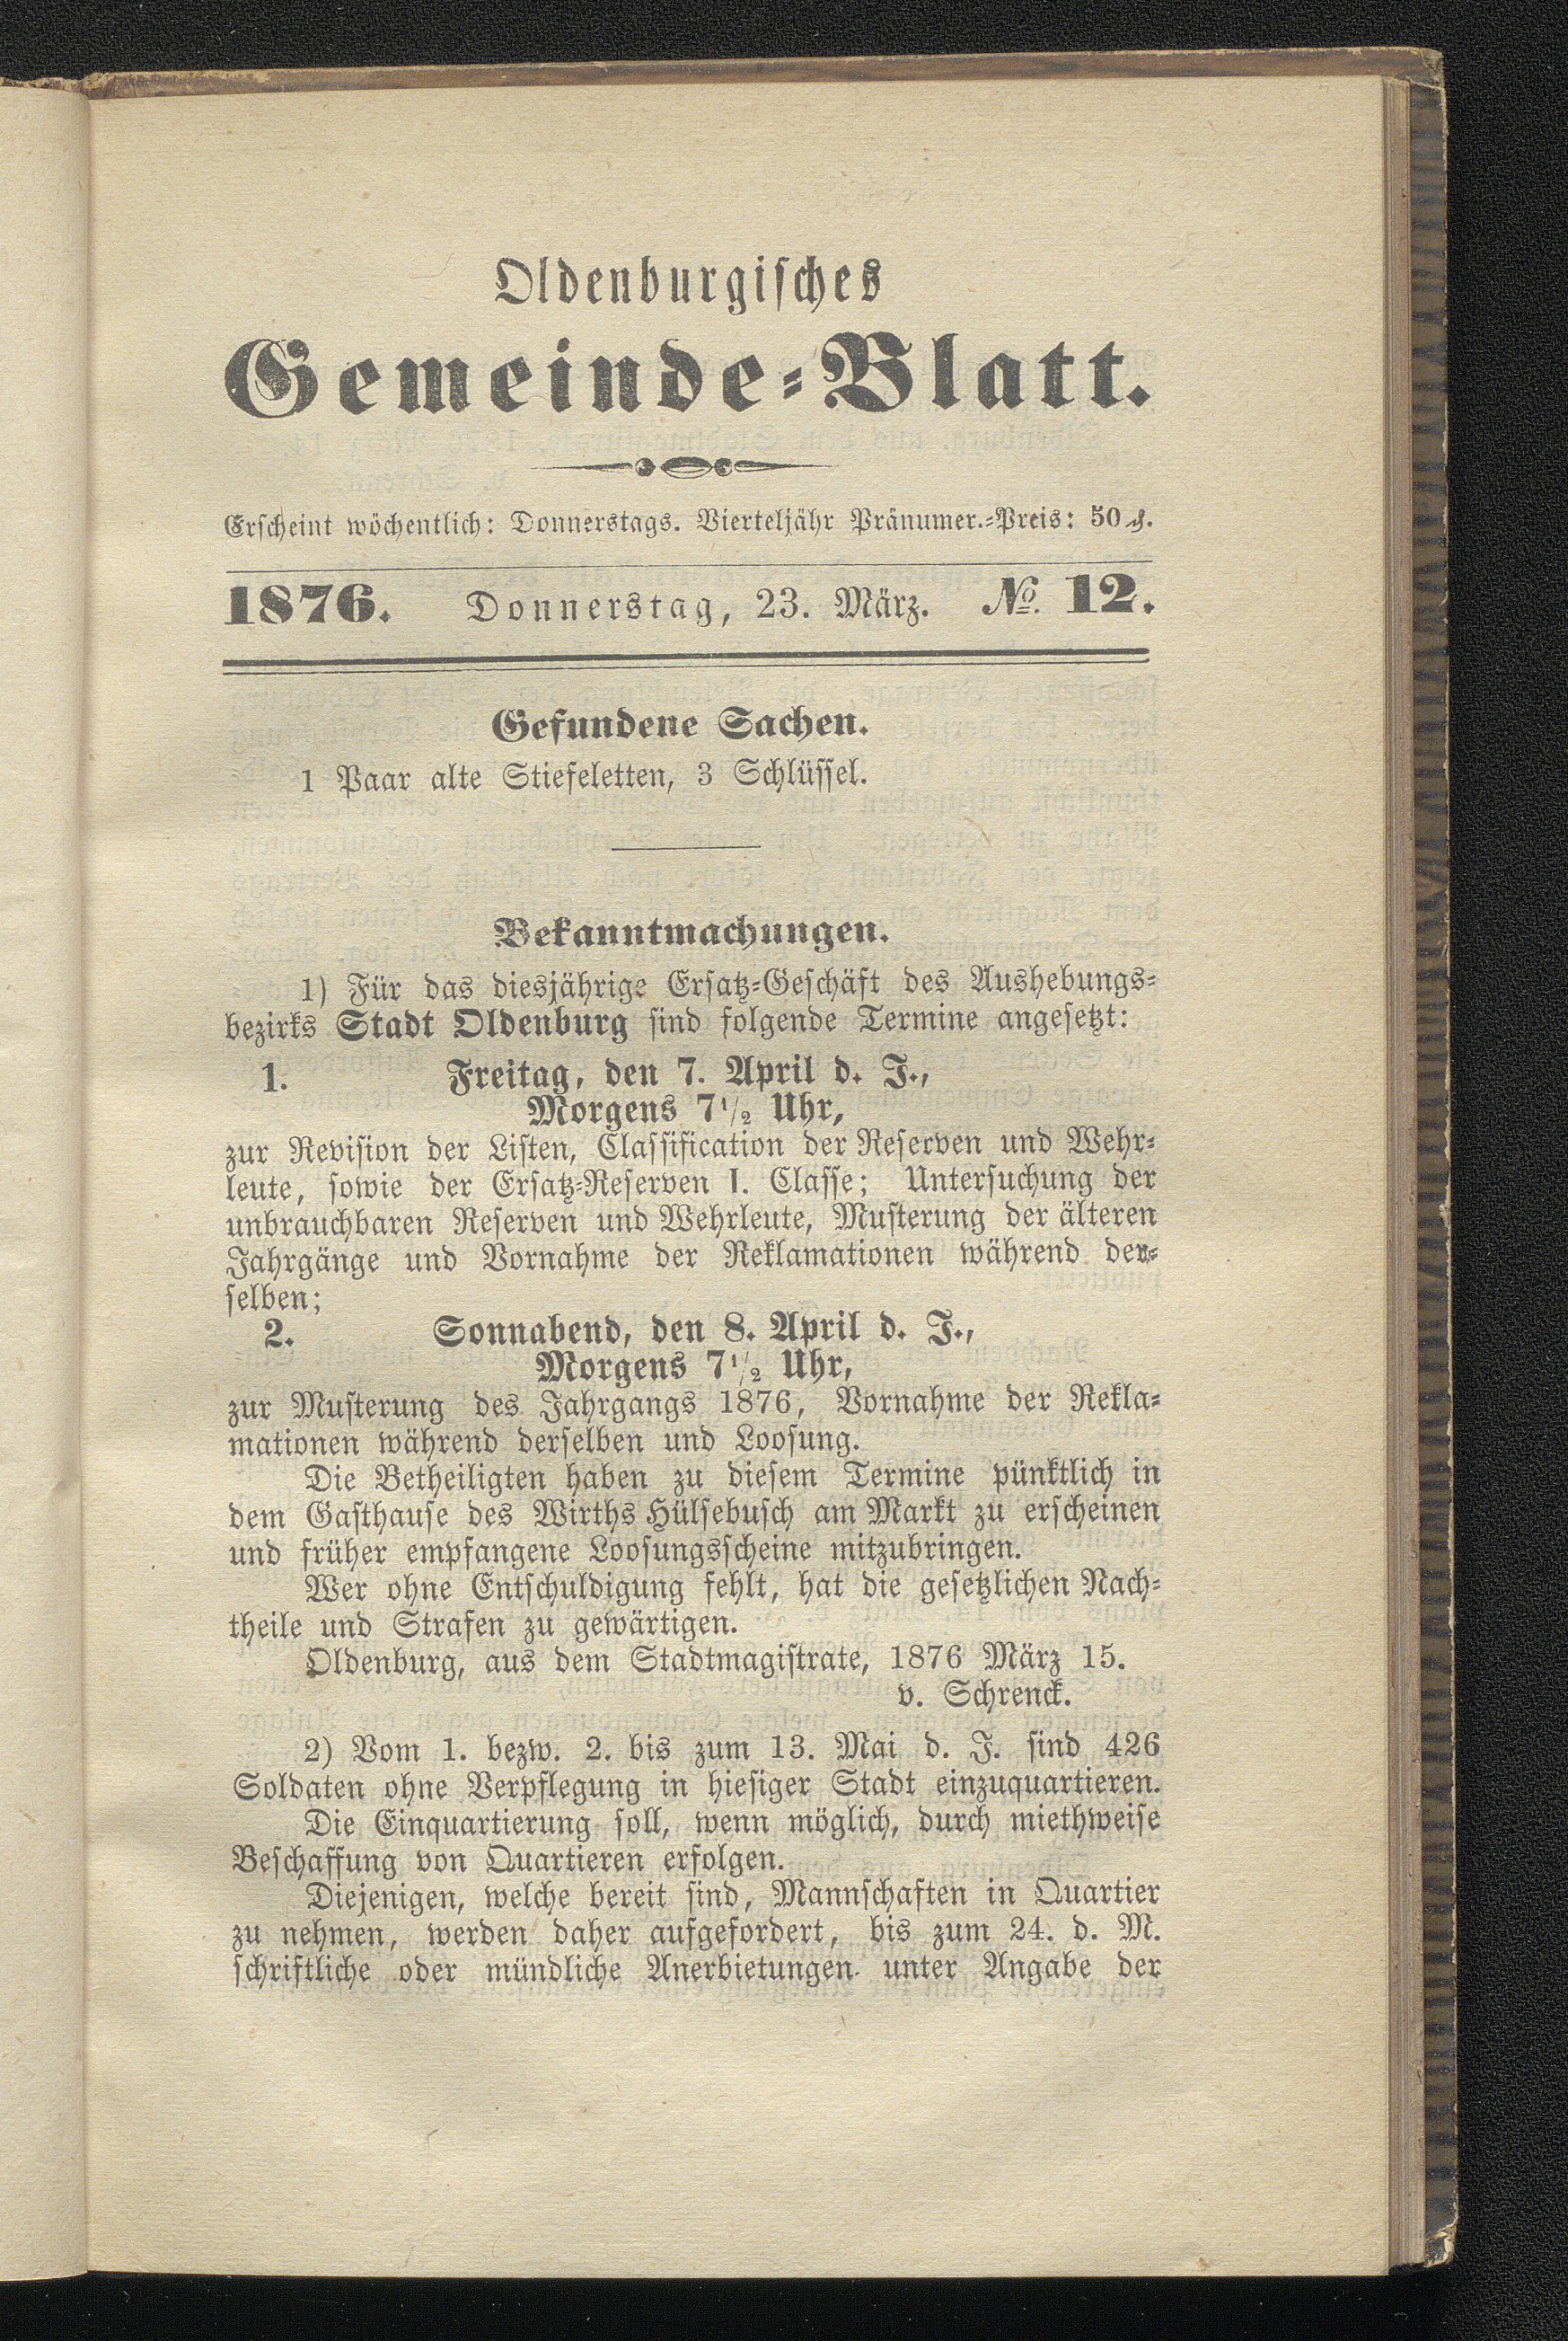 Oldenburgisches
Gemeinde-Blatt.
Erscheint wöchentlich: Donnerstags. Vierteljähr Pränumer.-Preis: 50 ₰.
1876. Donnerstag, 23. März. № 12.
Gefundene Sachen.
1 Paar alte Stiefeletten, 3 Schlüssel.
Bekanntmachungen.
1) Für das diesjährige Ersatz-Geschäft des Aushebungs-
bezirks Stadt Oldenburg sind folgende Termine angesetzt:
1. Freitag, den 7. April d. J.,
Morgens 7½ Uhr,
zur Revision der Listen, Classification der Reserven und Wehr-
leute, sowie der Ersatz-Reserven I. Classe; Untersuchung der
unbrauchbaren Reserven und Wehrleute, Musterung der älteren
Jahrgänge und Vornahme der Reklamationen während der-
selben;
2. Sonnabend, den 8. April d. J.,
Morgens 7½ Uhr,
zur Musterung des Jahrgangs 1876, Vornahme der Rekla-
mationen während derselben und Loosung.
Die Betheiligten haben zu diesem Termine pünktlich in
dem Gasthause des Wirths Hülsebusch am Markt zu erscheinen
und früher empfangene Loosungsscheine mitzubringen.
Wer ohne Entschuldigung fehlt, hat die gesetzlichen Nach-
theile und Strafen zu gewärtigen.
Oldenburg, aus dem Stadtmagistrate, 1876 März 15.
v. Schrenck.
2) Vom 1. bezw. 2. bis zum 13. Mai d. J. sind 426
Soldaten ohne Verpflegung in hiesiger Stadt einzuquartieren.
Die Einquartierung soll, wenn möglich, durch miethweise
Beschaffung von Quartieren erfolgen.
Diejenigen, welche bereit sind, Mannschaften in Quartier
zu nehmen, werden daher aufgefordert, bis zum 24. d. M.
schriftliche oder mündliche Anerbietungen unter Angabe der